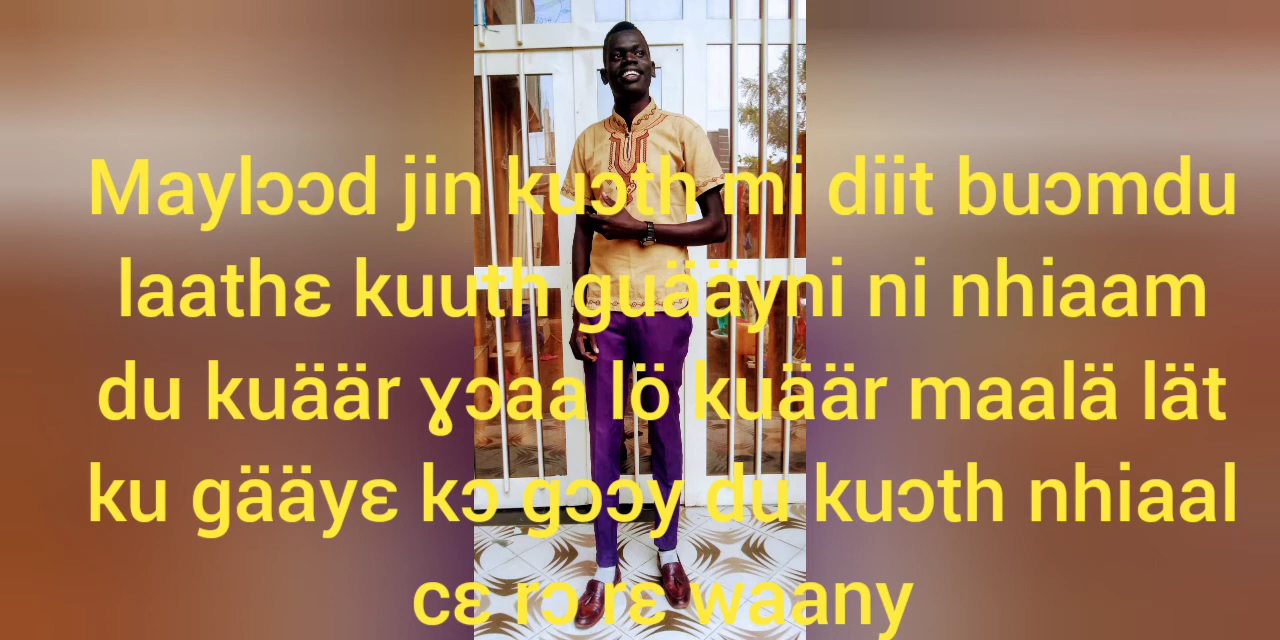 Maylɔɔd jin kuɔth mi diit buɔmdu
laathɛ kuuth guääyni ni nhiaam
du kuäär ɣɔaa lö kuäär maalä lät
ku gääyɛ kɔ gɔɔy du kuɔth nhiaal
cɛ rɔ rɛ waany